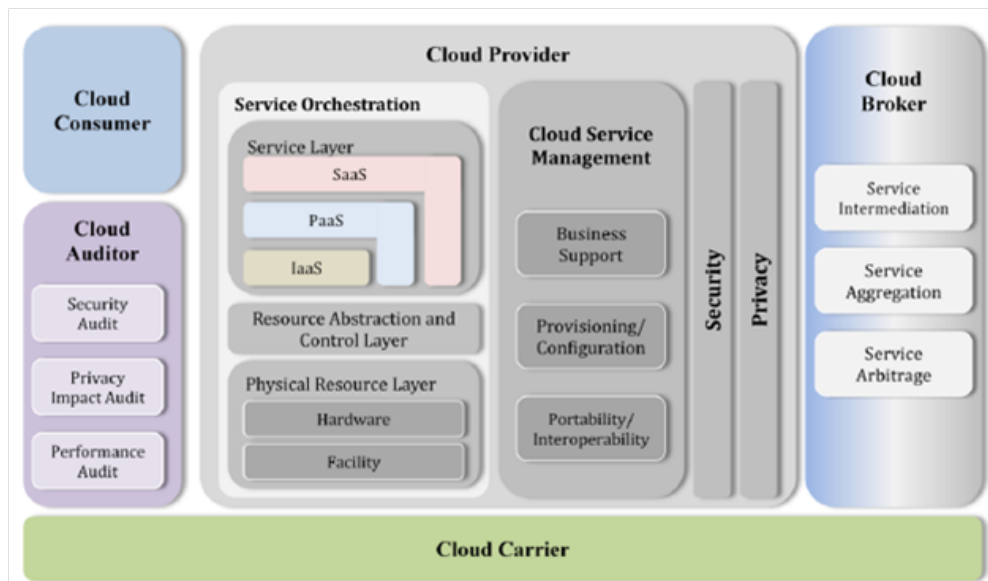 Cloud
Consumer
Cloud
Auditor
Security
Audit
Privacy
Impact Audit
Performance
Audit
Cloud Provider
Service Orchestration
Service Layer
SaaS
PaaS
IaaS
Resource Abstraction and
Control Layer
Physical Resource Layer
Hardware
Facility
Cloud Service
Management
Business
Support
Provisioning/
Configuration
Portability/
Interoperability
Security
Privacy
Cloud
Broker
Service
Intermediation
Service
Aggregation
Service
Arbitrage
Cloud Carrier